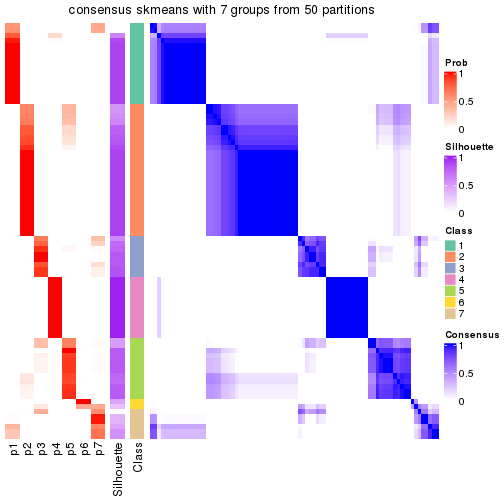 consensus skmeans with 7 groups from 50 partitions
Prob
1
0.5
0
Silhouette
1
0.5
0
Class
1
2
3
4
5
6
7
Consensus
1
0.5
0
p1
p2
p3
p4
p5
p6
p7
Silhouette
Class